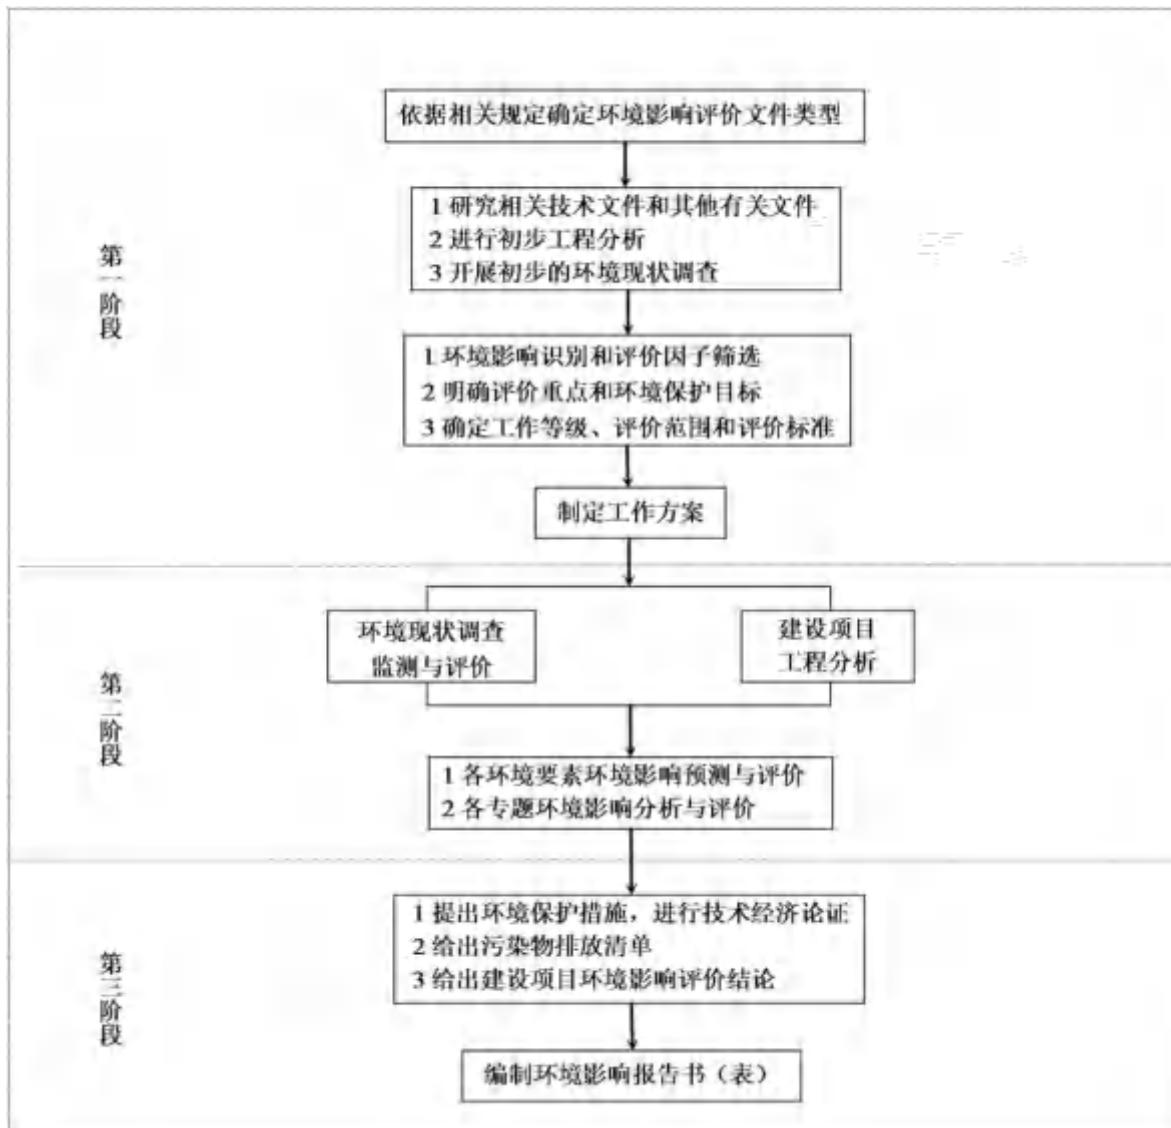 依据相关规定确定环境影响评价文件类型
1 研究相关技术文件和其他有关文件
2 进行初步工程分析
3 开展初步的环境现状调查
第一阶段
1 环境影响识别和评价因子筛选
2 明确评价重点和环境保护目标
3 确定工作等级、评价范围和评价标准
制定工作方案
环境现状调查
监测与评价
建设项目
工程分析
第二阶段
1 各环境要素环境影响预测与评价
2 各专题环境影响分析与评价
1 提出环境保护措施，进行技术经济论证
2 给出污染物排放清单
3 给出建设项目环境影响评价结论
第三阶段
编制环境影响报告书（表）